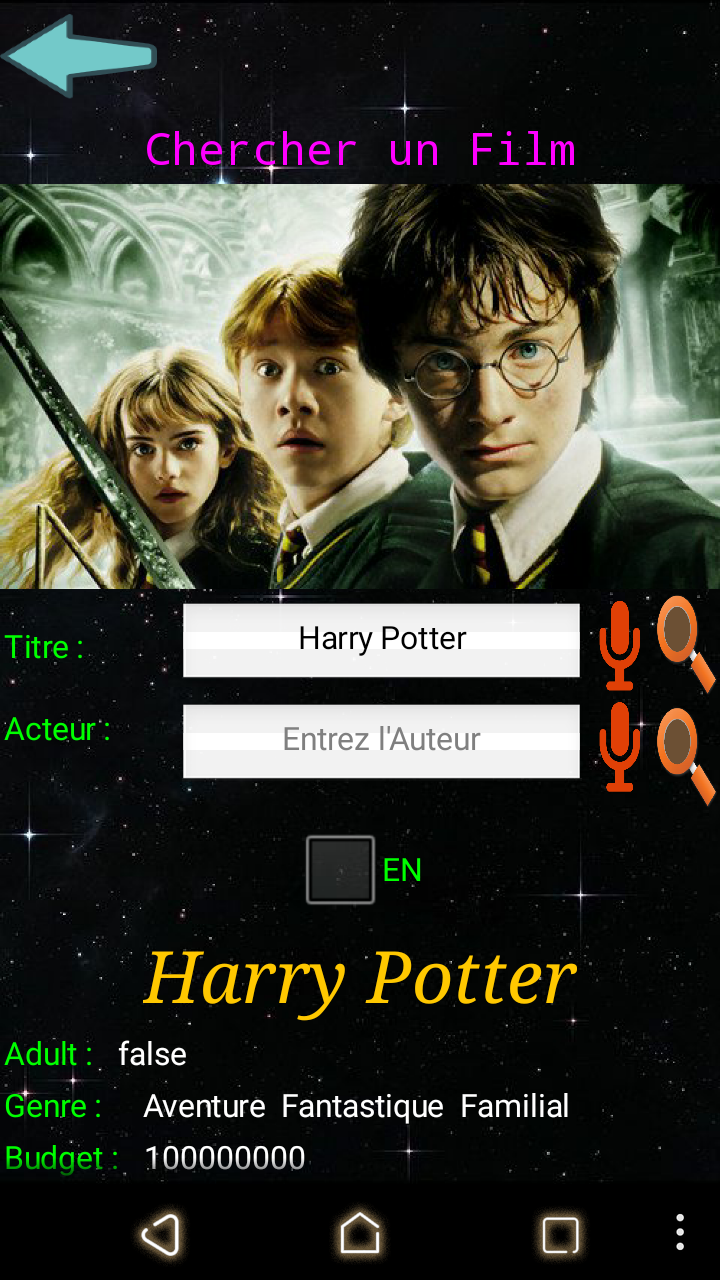 Chercher un Film
Titre :
Harry Potter
Acteur :
Entrez l'Auteur
EN
Harry Potter
Adult : false
Genre : Aventure Fantastique Familial
Budget : 100000000